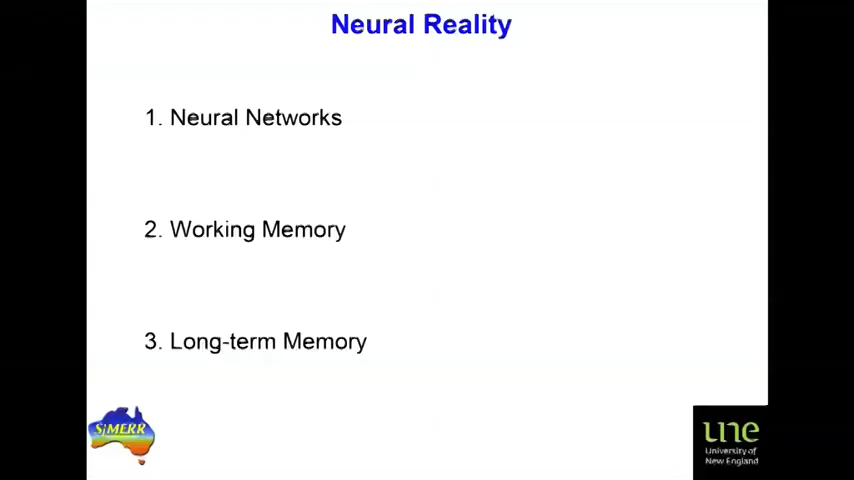 Neural Reality
1. Neural Networks
2. Working Memory
3. Long-term Memory
SiMERR
une
University of
New England